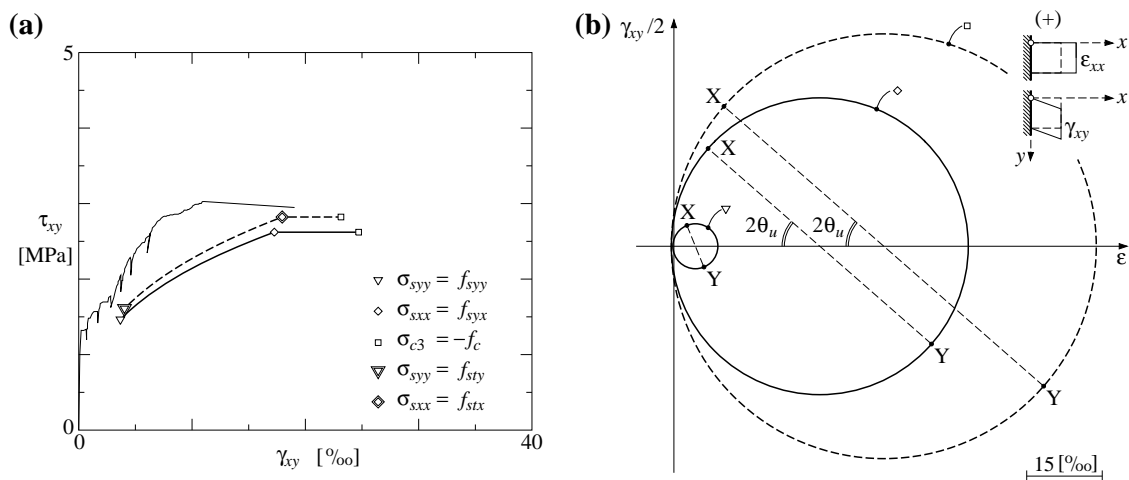 (a)
5
τxy
[MPa]
0
0
γxy [‰]
40
σsyy = fsyy
σsxx = fsyx
σc3 = −fc
σsyy = fsty
σsxx = fstx
(b)
γxy/2
(+)
x
εxx
x
γxy
y
X
X
X
2θu
2θu
ε
Y
Y
Y
15 [‰]